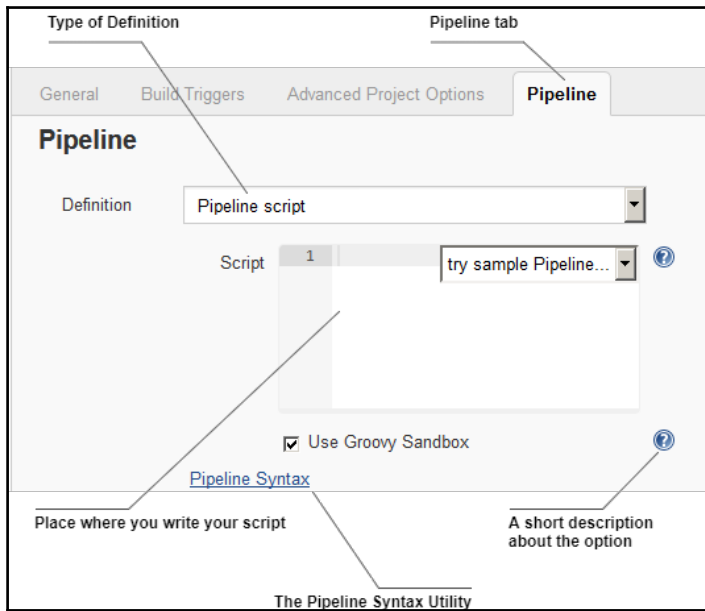 Type of Definition
Pipeline tab
General
Build Triggers
Advanced Project Options
Pipeline
Pipeline
Definition
Pipeline script
Script
1
try sample Pipeline...
?
Use Groovy Sandbox
?
Pipeline Syntax
Place where you write your script
A short description
about the option
The Pipeline Syntax Utility